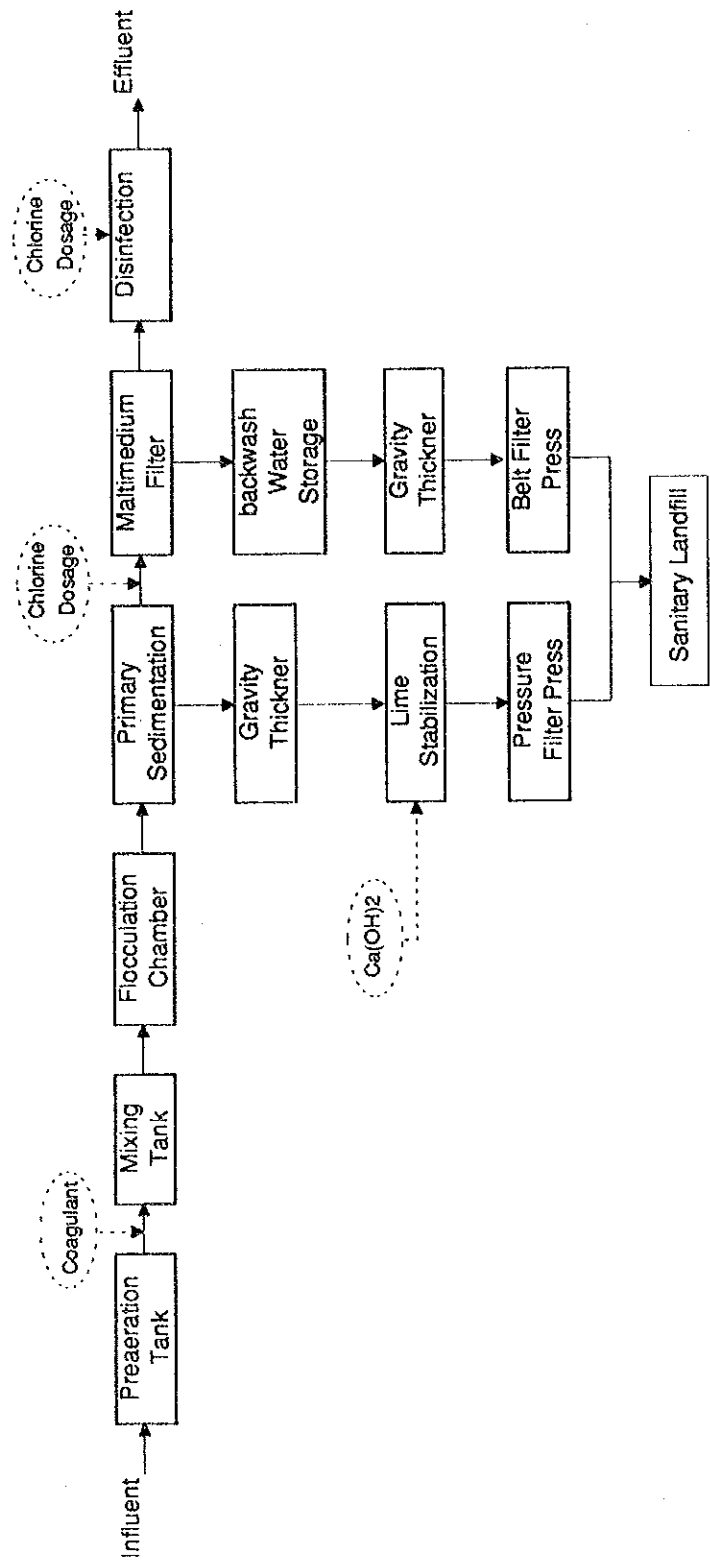 Influent
Preaeration
Tank
Coagulant
Mixing
Tank
Flocculation
Chamber
Primary
Sedimentation
Chlorine
Dosage
Maltimedium
Filter
Chlorine
Dosage
Disinfection
Effluent
Gravity
Thickner
backwash
Water
Storage
Ca(OH)2
Lime
Stabilization
Gravity
Thickner
Pressure
Filter Press
Belt Filter
Press
Sanitary Landfill